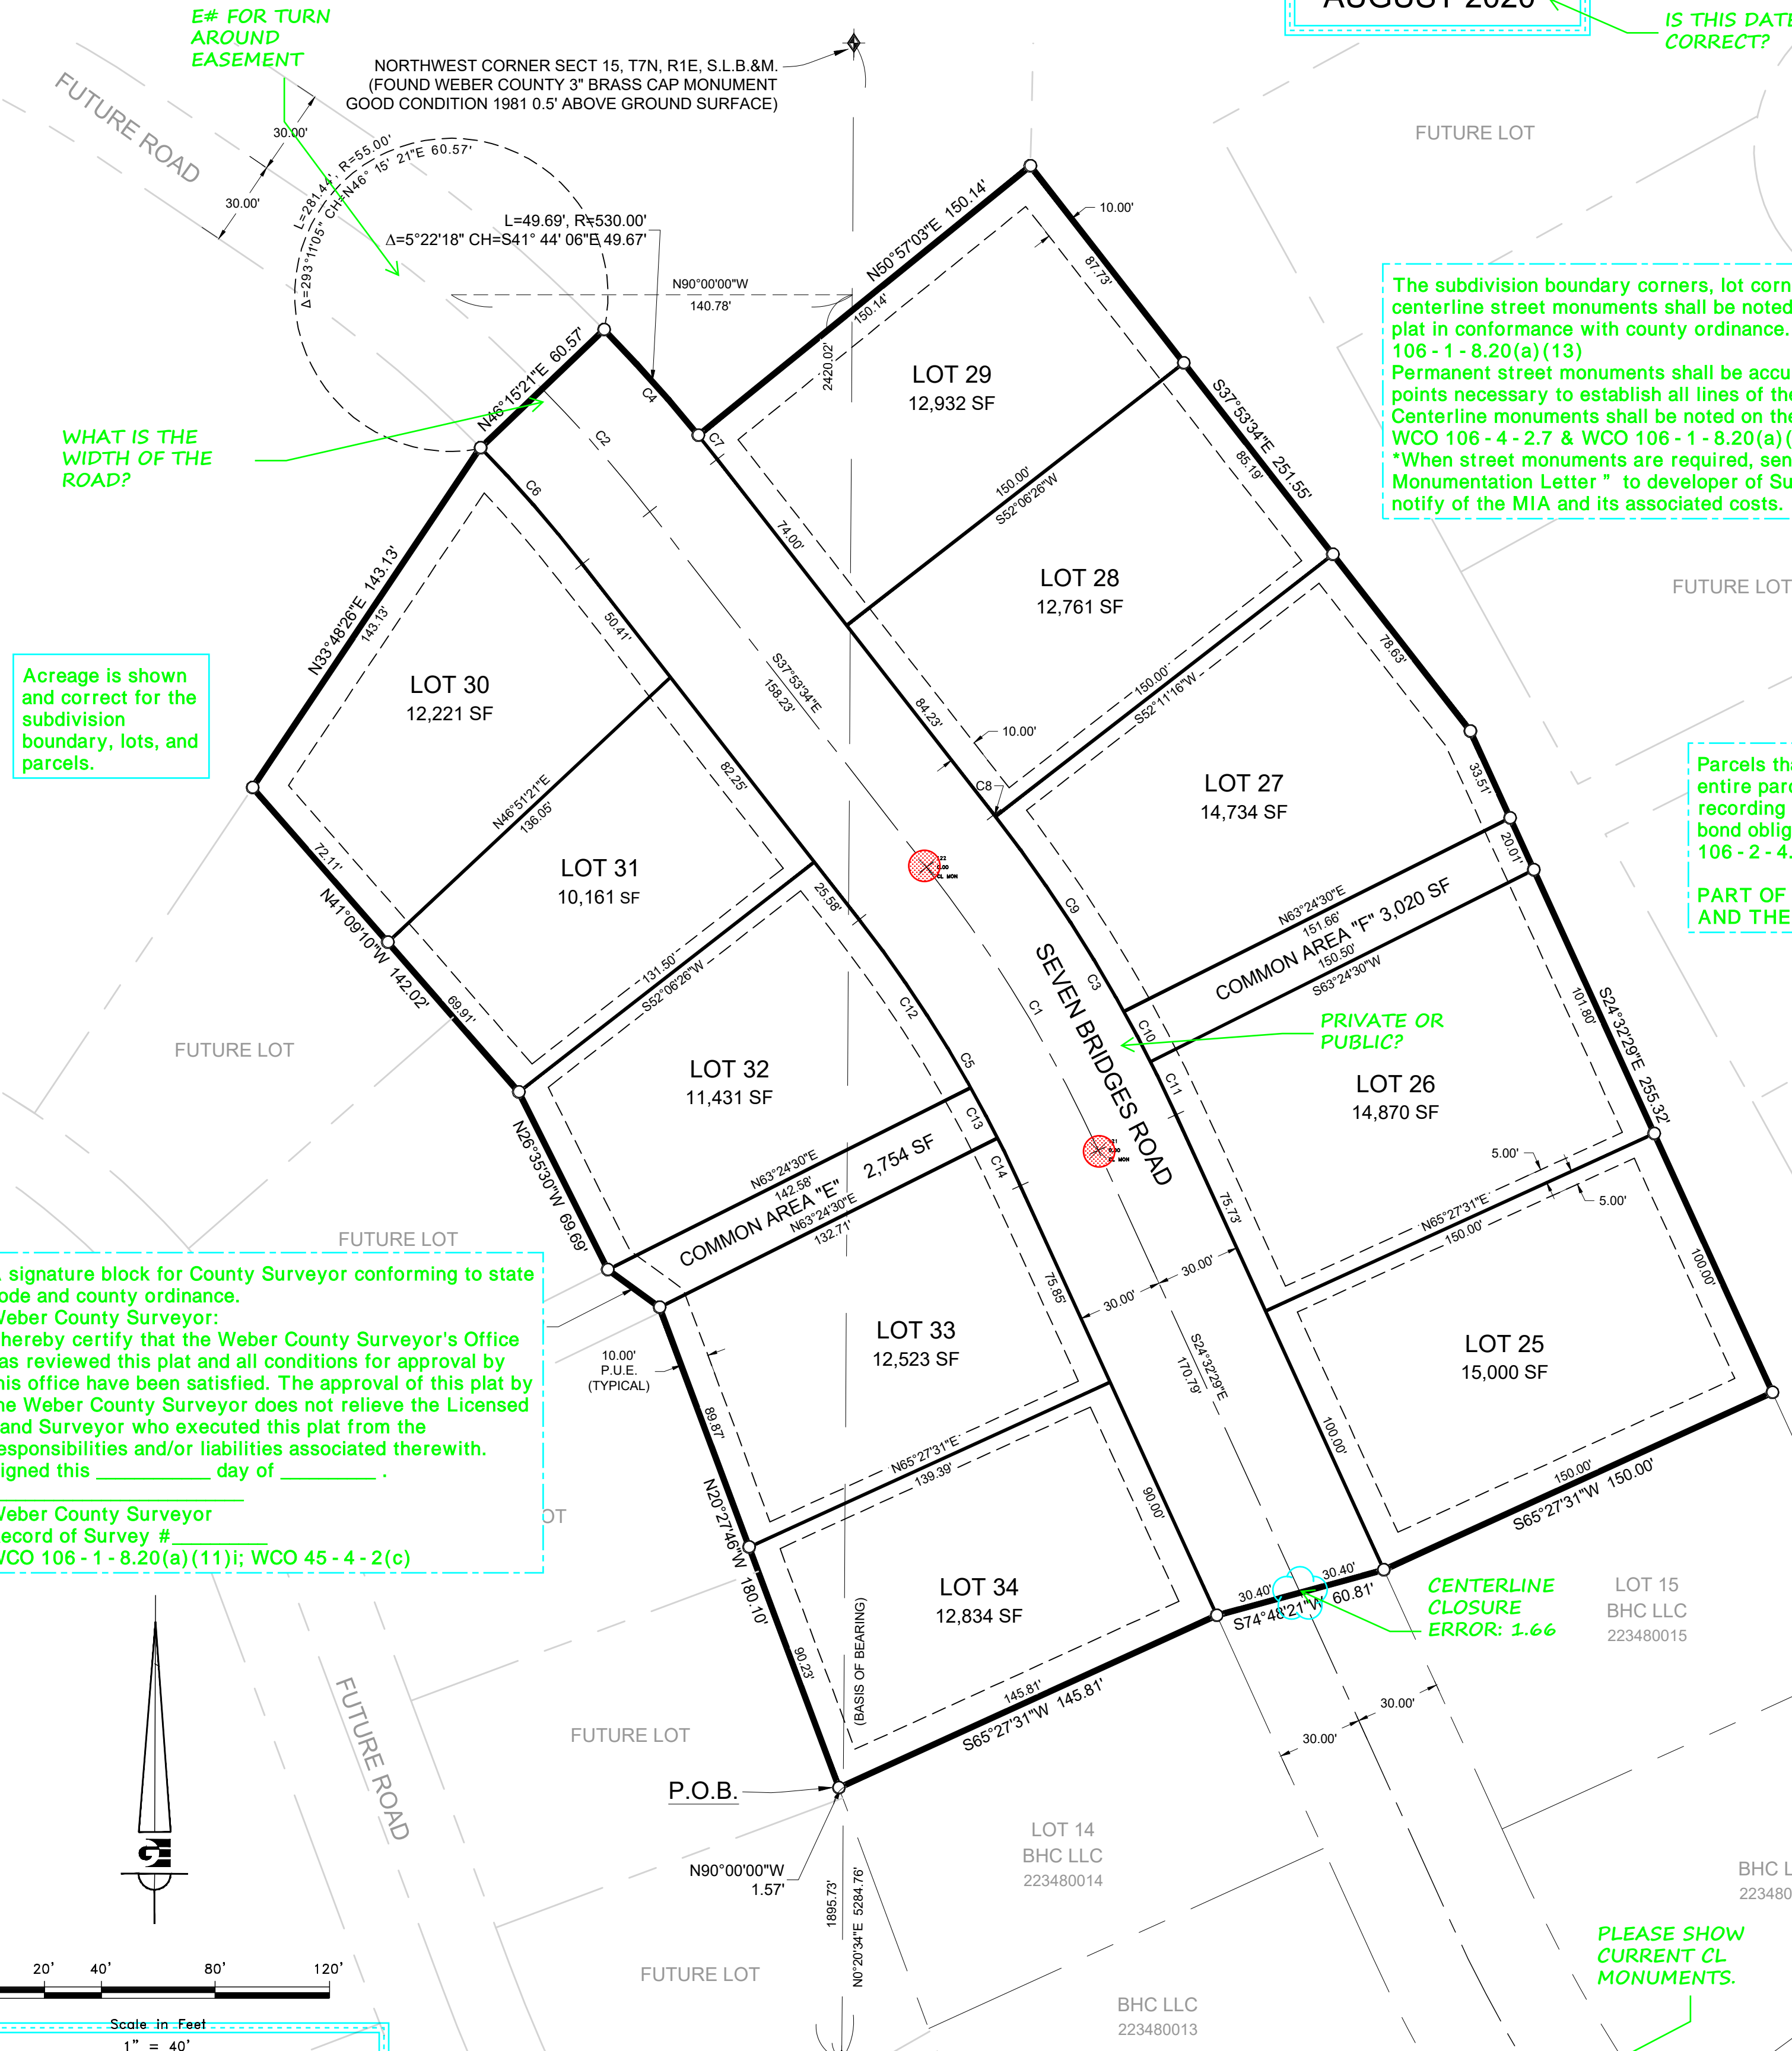 E# FOR TURN
AROUND
EASEMENT
AUGUST 2020
IS THIS DATE
CORRECT?
NORTHWEST CORNER SECT 15, T7N, R1E, S.L.B.&M.
(FOUND WEBER COUNTY 3" BRASS CAP MONUMENT
GOOD CONDITION 1981 0.5' ABOVE GROUND SURFACE)
FUTURE ROAD
30.00'
30.00'
L=281.44', R=55.00'
Δ=293°11'05" CH=N46° 15' 21"E 60.57'
L=49.69', R=530.00'
Δ=5°22'18" CH=S41° 44' 06"E 49.67'
N90°00'00"W
140.78'
2420.02'
FUTURE LOT
N50°57'03"E 150.14'
150.14'
10.00'
87.73'
LOT 29
12,932 SF
The subdivision boundary corners, lot corn
centerline street monuments shall be noted
plat in conformance with county ordinance.
106 - 1 - 8.20(a)(13)
Permanent street monuments shall be accu
points necessary to establish all lines of the
Centerline monuments shall be noted on the
WCO 106 - 4 - 2.7 & WCO 106 - 1 - 8.20(a)(
*When street monuments are required, sen
Monumentation Letter " to developer of Su
notify of the MIA and its associated costs.
N46°15'21"E 60.57'
C4
C2
C7
C6
WHAT IS THE
WIDTH OF THE
ROAD?
S37°53'34"E 251.55'
85.19'
150.00'
S52°06'26"W
74.00'
LOT 28
12,761 SF
FUTURE LOT
N33°48'26"E 143.13'
143.13'
50.41'
S37°53'34"E
158.23'
84.23'
10.00'
150.00'
S52°11'16"W
78.63'
Acreage is shown
and correct for the
subdivision
boundary, lots, and
parcels.
LOT 30
12,221 SF
82.25'
C8
LOT 27
14,734 SF
33.51'
Parcels tha
entire parc
recording
bond oblig
106 - 2 - 4.
PART OF
AND THE
N46°51'21"E
136.05'
72.11'
LOT 31
10,161 SF
CL MON
25.58'
C9
20.01'
N63°24'30"E
151.66'
COMMON AREA "F" 3,020 SF
150.50'
S63°24'30"W
N41°09'10"W 142.02'
69.91'
131.50'
S52°06'26"W
C12
C1
C3
SEVEN BRIDGES ROAD
C10
PRIVATE OR
PUBLIC?
S24°32'29"E 255.32'
101.80'
FUTURE LOT
LOT 32
11,431 SF
C5
C11
LOT 26
14,870 SF
N26°35'30"W 69.69'
N63°24'30"E
142.58'
COMMON AREA "E" 2,754 SF
N63°24'30"E
132.71'
C13
C14
CL MON
5.00'
5.00'
75.73'
N65°27'31"E
150.00'
FUTURE LOT
100.00'
signature block for County Surveyor conforming to state
ode and county ordinance.
Weber County Surveyor:
hereby certify that the Weber County Surveyor's Office
as reviewed this plat and all conditions for approval by
his office have been satisfied. The approval of this plat by
he Weber County Surveyor does not relieve the Licensed
and Surveyor who executed this plat from the
esponsibilities and/or liabilities associated therewith.
igned this __________ day of ________ .
Weber County Surveyor
Record of Survey #________
WCO 106 - 1 - 8.20(a)(11)i; WCO 45 - 4 - 2(c)
OT
10.00'
P.U.E.
(TYPICAL)
75.85'
30.00'
30.00'
LOT 33
12,523 SF
S24°32'29"E
170.79'
LOT 25
15,000 SF
89.87'
100.00'
N65°27'31"E
139.39'
90.00'
150.00'
S65°27'31"W 150.00'
N20°27'46"W 180.10'
LOT 34
12,834 SF
30.40'
30.40'
S74°48'21"W 60.81'
CENTERLINE
CLOSURE
ERROR: 1.66
LOT 15
BHC LLC
223480015
90.23'
(BASIS OF BEARING)
145.81'
S65°27'31"W 145.81'
30.00'
30.00'
FUTURE ROAD
FUTURE LOT
P.O.B.
N90°00'00"W
1.57'
LOT 14
BHC LLC
223480014
BHC L
223480
1895.73'
N0°20'34"E 5284.76'
GE
FUTURE LOT
PLEASE SHOW
CURRENT CL
MONUMENTS.
BHC LLC
223480013
20' 40' 80' 120'
Scale in Feet
1" = 40'